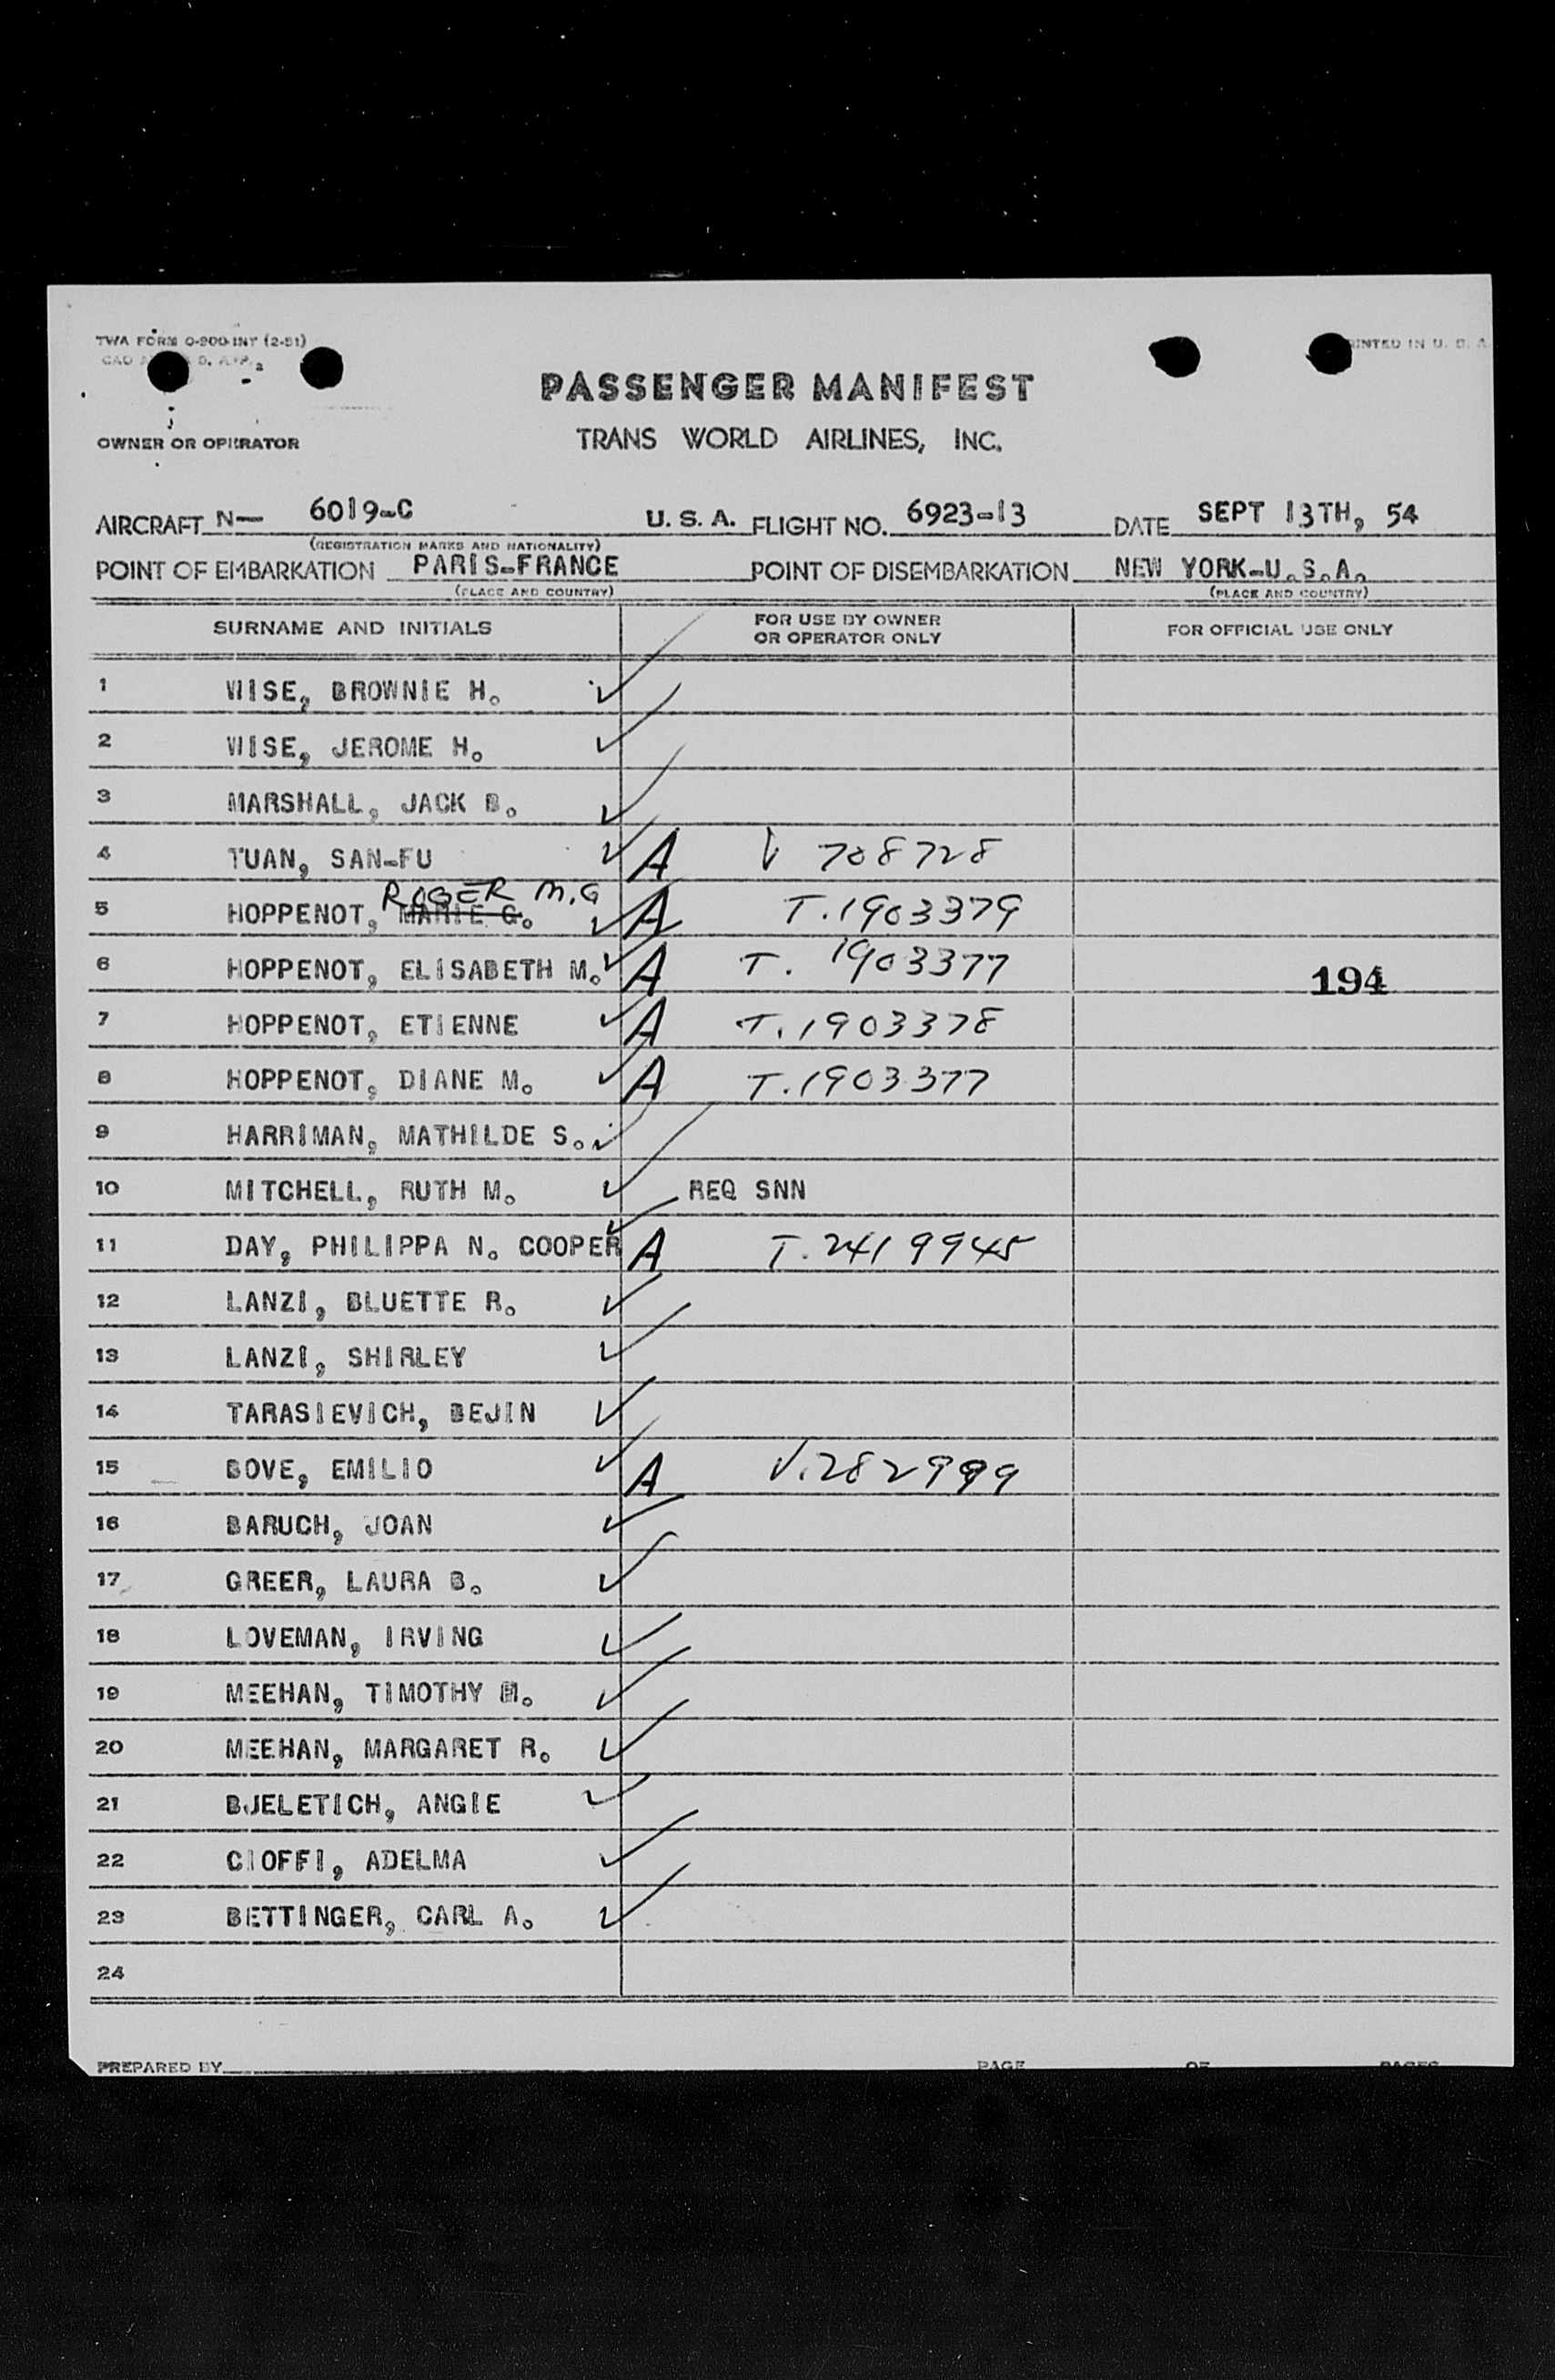 TWA FORM O-900-INT (2-51)
PRINTED IN U. S. A.
PASSENGER MANIFEST
OWNER OR OPERATOR
TRANS WORLD AIRLINES, INC.
AIRCRAFT N— 6019-C U. S. A. FLIGHT NO. 6923-13 DATE SEPT 13TH, 54
(REGISTRATION MARKS AND NATIONALITY)
POINT OF EMBARKATION PARIS-FRANCE POINT OF DISEMBARKATION NEW YORK-U.S.A.
(PLACE AND COUNTRY) (PLACE AND COUNTRY)
SURNAME AND INITIALS FOR USE BY OWNER OR OPERATOR ONLY FOR OFFICIAL USE ONLY
1 WISE, BROWNIE H. ✓
2 WISE, JEROME H. ✓
3 MARSHALL, JACK B. ✓
4 TUAN, SAN-FU ✓ A V 708728
ROGER M.G
5 HOPPENOT, MARIE G. ✓ A T.1903379
6 HOPPENOT, ELISABETH M. ✓ A T. 1903377
194
7 HOPPENOT, ETIENNE ✓ A T.1903378
8 HOPPENOT, DIANE M. ✓ A T.1903377
9 HARRIMAN, MATHILDE S. ✓
10 MITCHELL, RUTH M. ✓ REQ SNN
11 DAY, PHILIPPA N. COOPER ✓ A T.2419945
12 LANZI, BLUETTE R. ✓
13 LANZI, SHIRLEY ✓
14 TARASIEVICH, BEJIN ✓
15 BOVE, EMILIO ✓ A V.282999
16 BARUCH, JOAN ✓
17 GREER, LAURA B. ✓
18 LOVEMAN, IRVING ✓
19 MEEHAN, TIMOTHY M. ✓
20 MEEHAN, MARGARET R. ✓
21 BJELETICH, ANGIE ✓
22 CIOFFI, ADELMA ✓
23 BETTINGER, CARL A. ✓
24
PREPARED BY PAGE OF PAGES